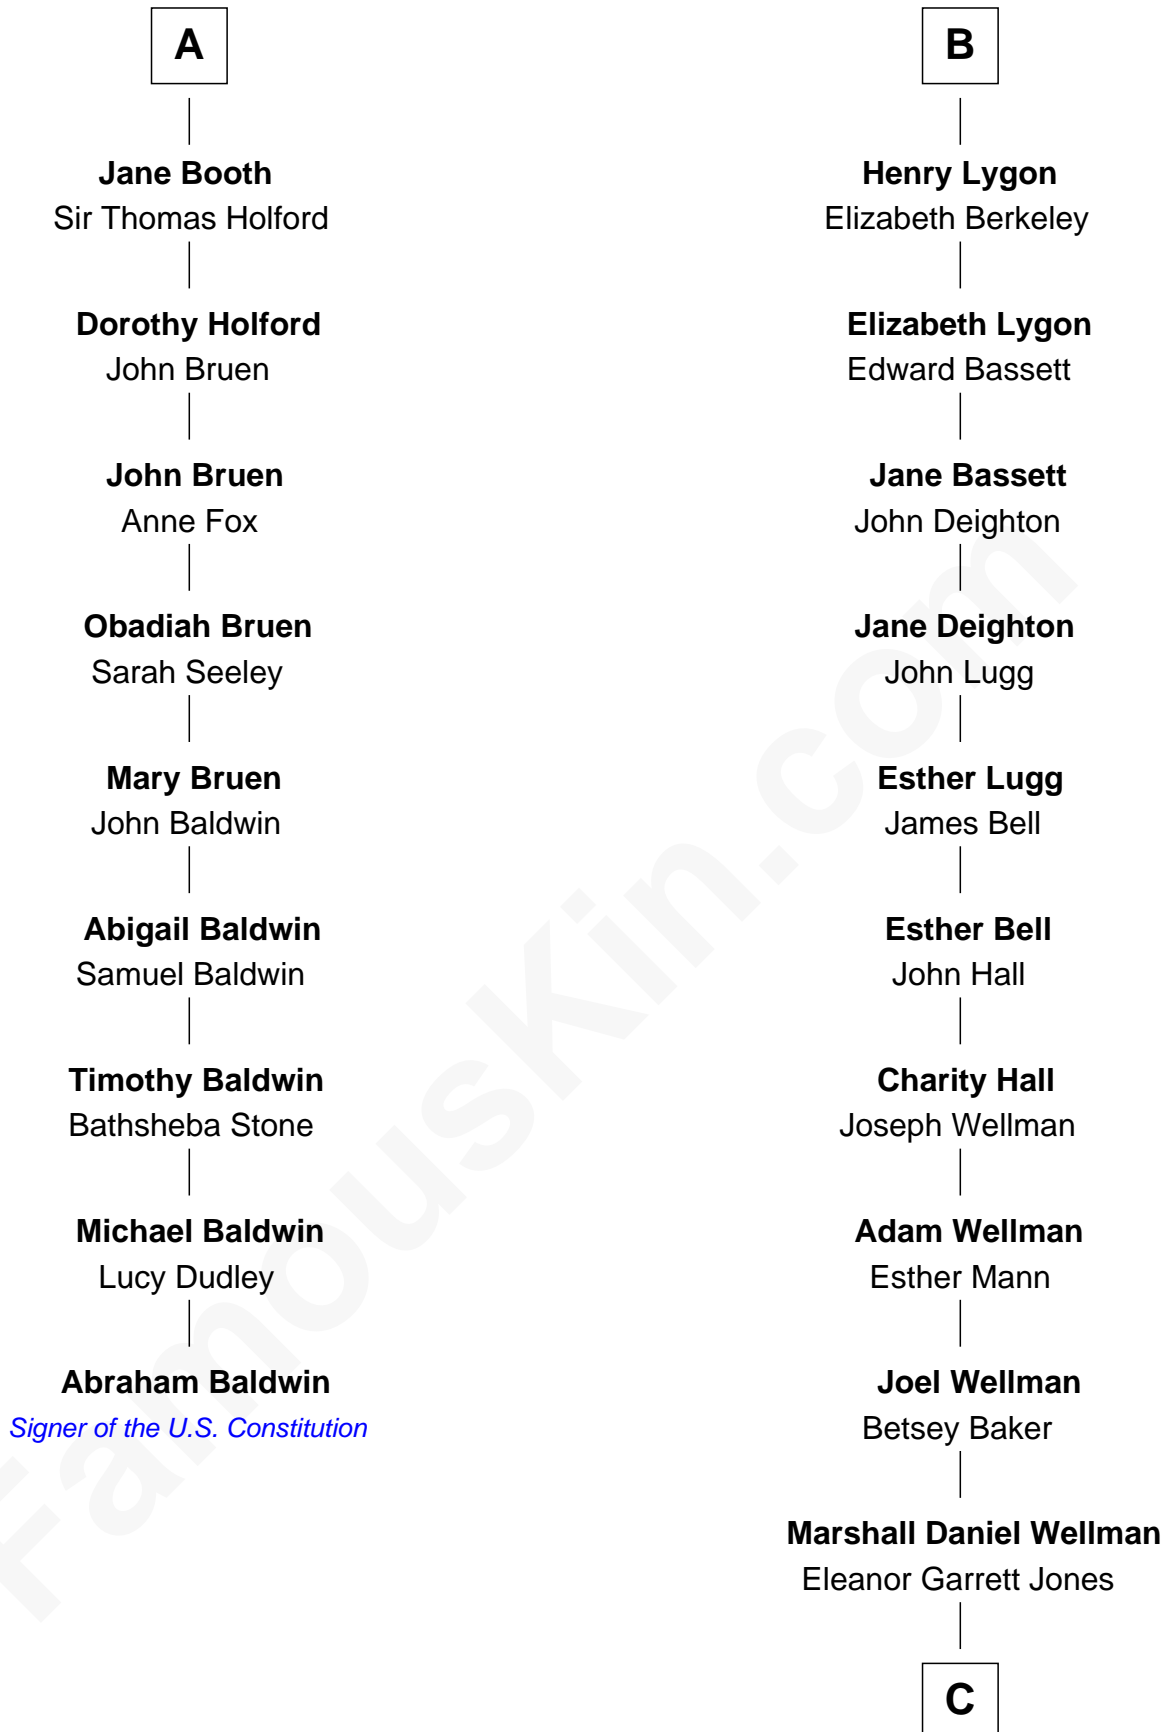 A
Jane Booth
Sir Thomas Holford
Dorothy Holford
John Bruen
John Bruen
Anne Fox
Obadiah Bruen
Sarah Seeley
Mary Bruen
John Baldwin
Abigail Baldwin
Samuel Baldwin
Timothy Baldwin
Bathsheba Stone
Michael Baldwin
Lucy Dudley
Abraham Baldwin
Signer of the U.S. Constitution
B
Henry Lygon
Elizabeth Berkeley
Elizabeth Lygon
Edward Bassett
Jane Bassett
John Deighton
Jane Deighton
John Lugg
Esther Lugg
James Bell
Esther Bell
John Hall
Charity Hall
Joseph Wellman
Adam Wellman
Esther Mann
Joel Wellman
Betsey Baker
Marshall Daniel Wellman
Eleanor Garrett Jones
C
FamousKin.com